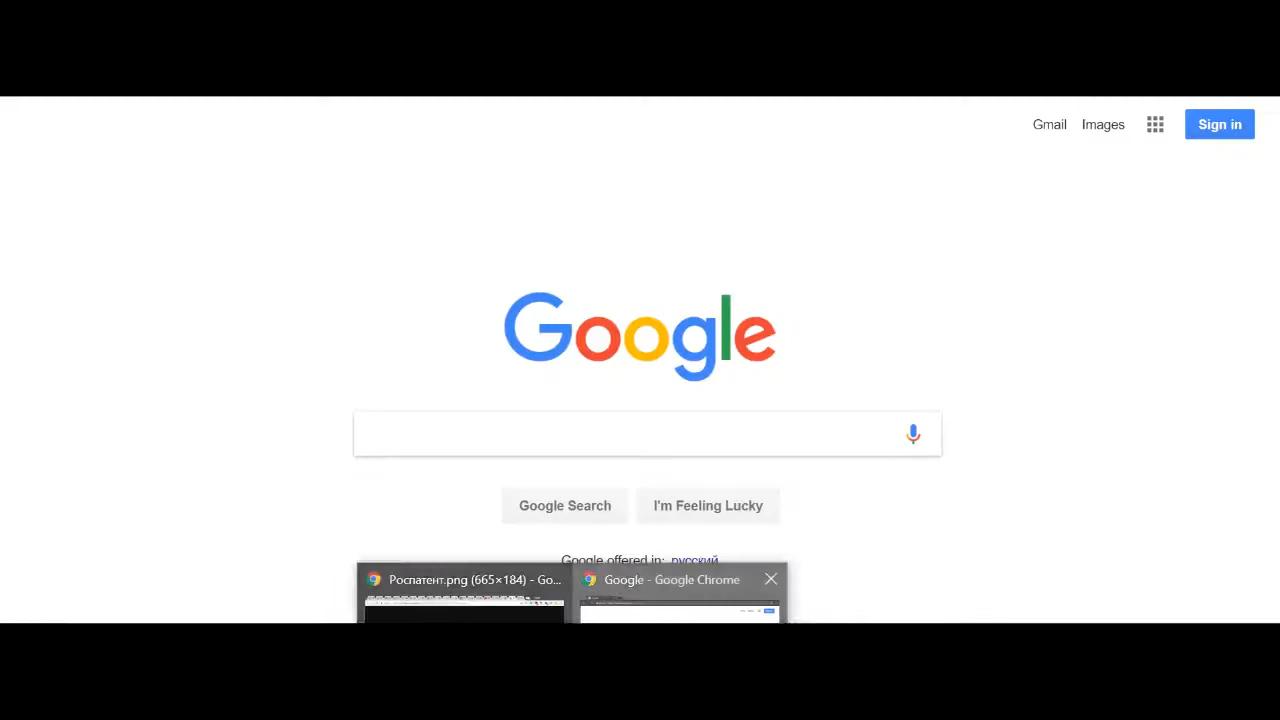 Gmail Images Sign in
Google
Google Search I'm Feeling Lucky
Google offered in: русский
Роспатент.png (665×184) - Go... Google - Google Chrome